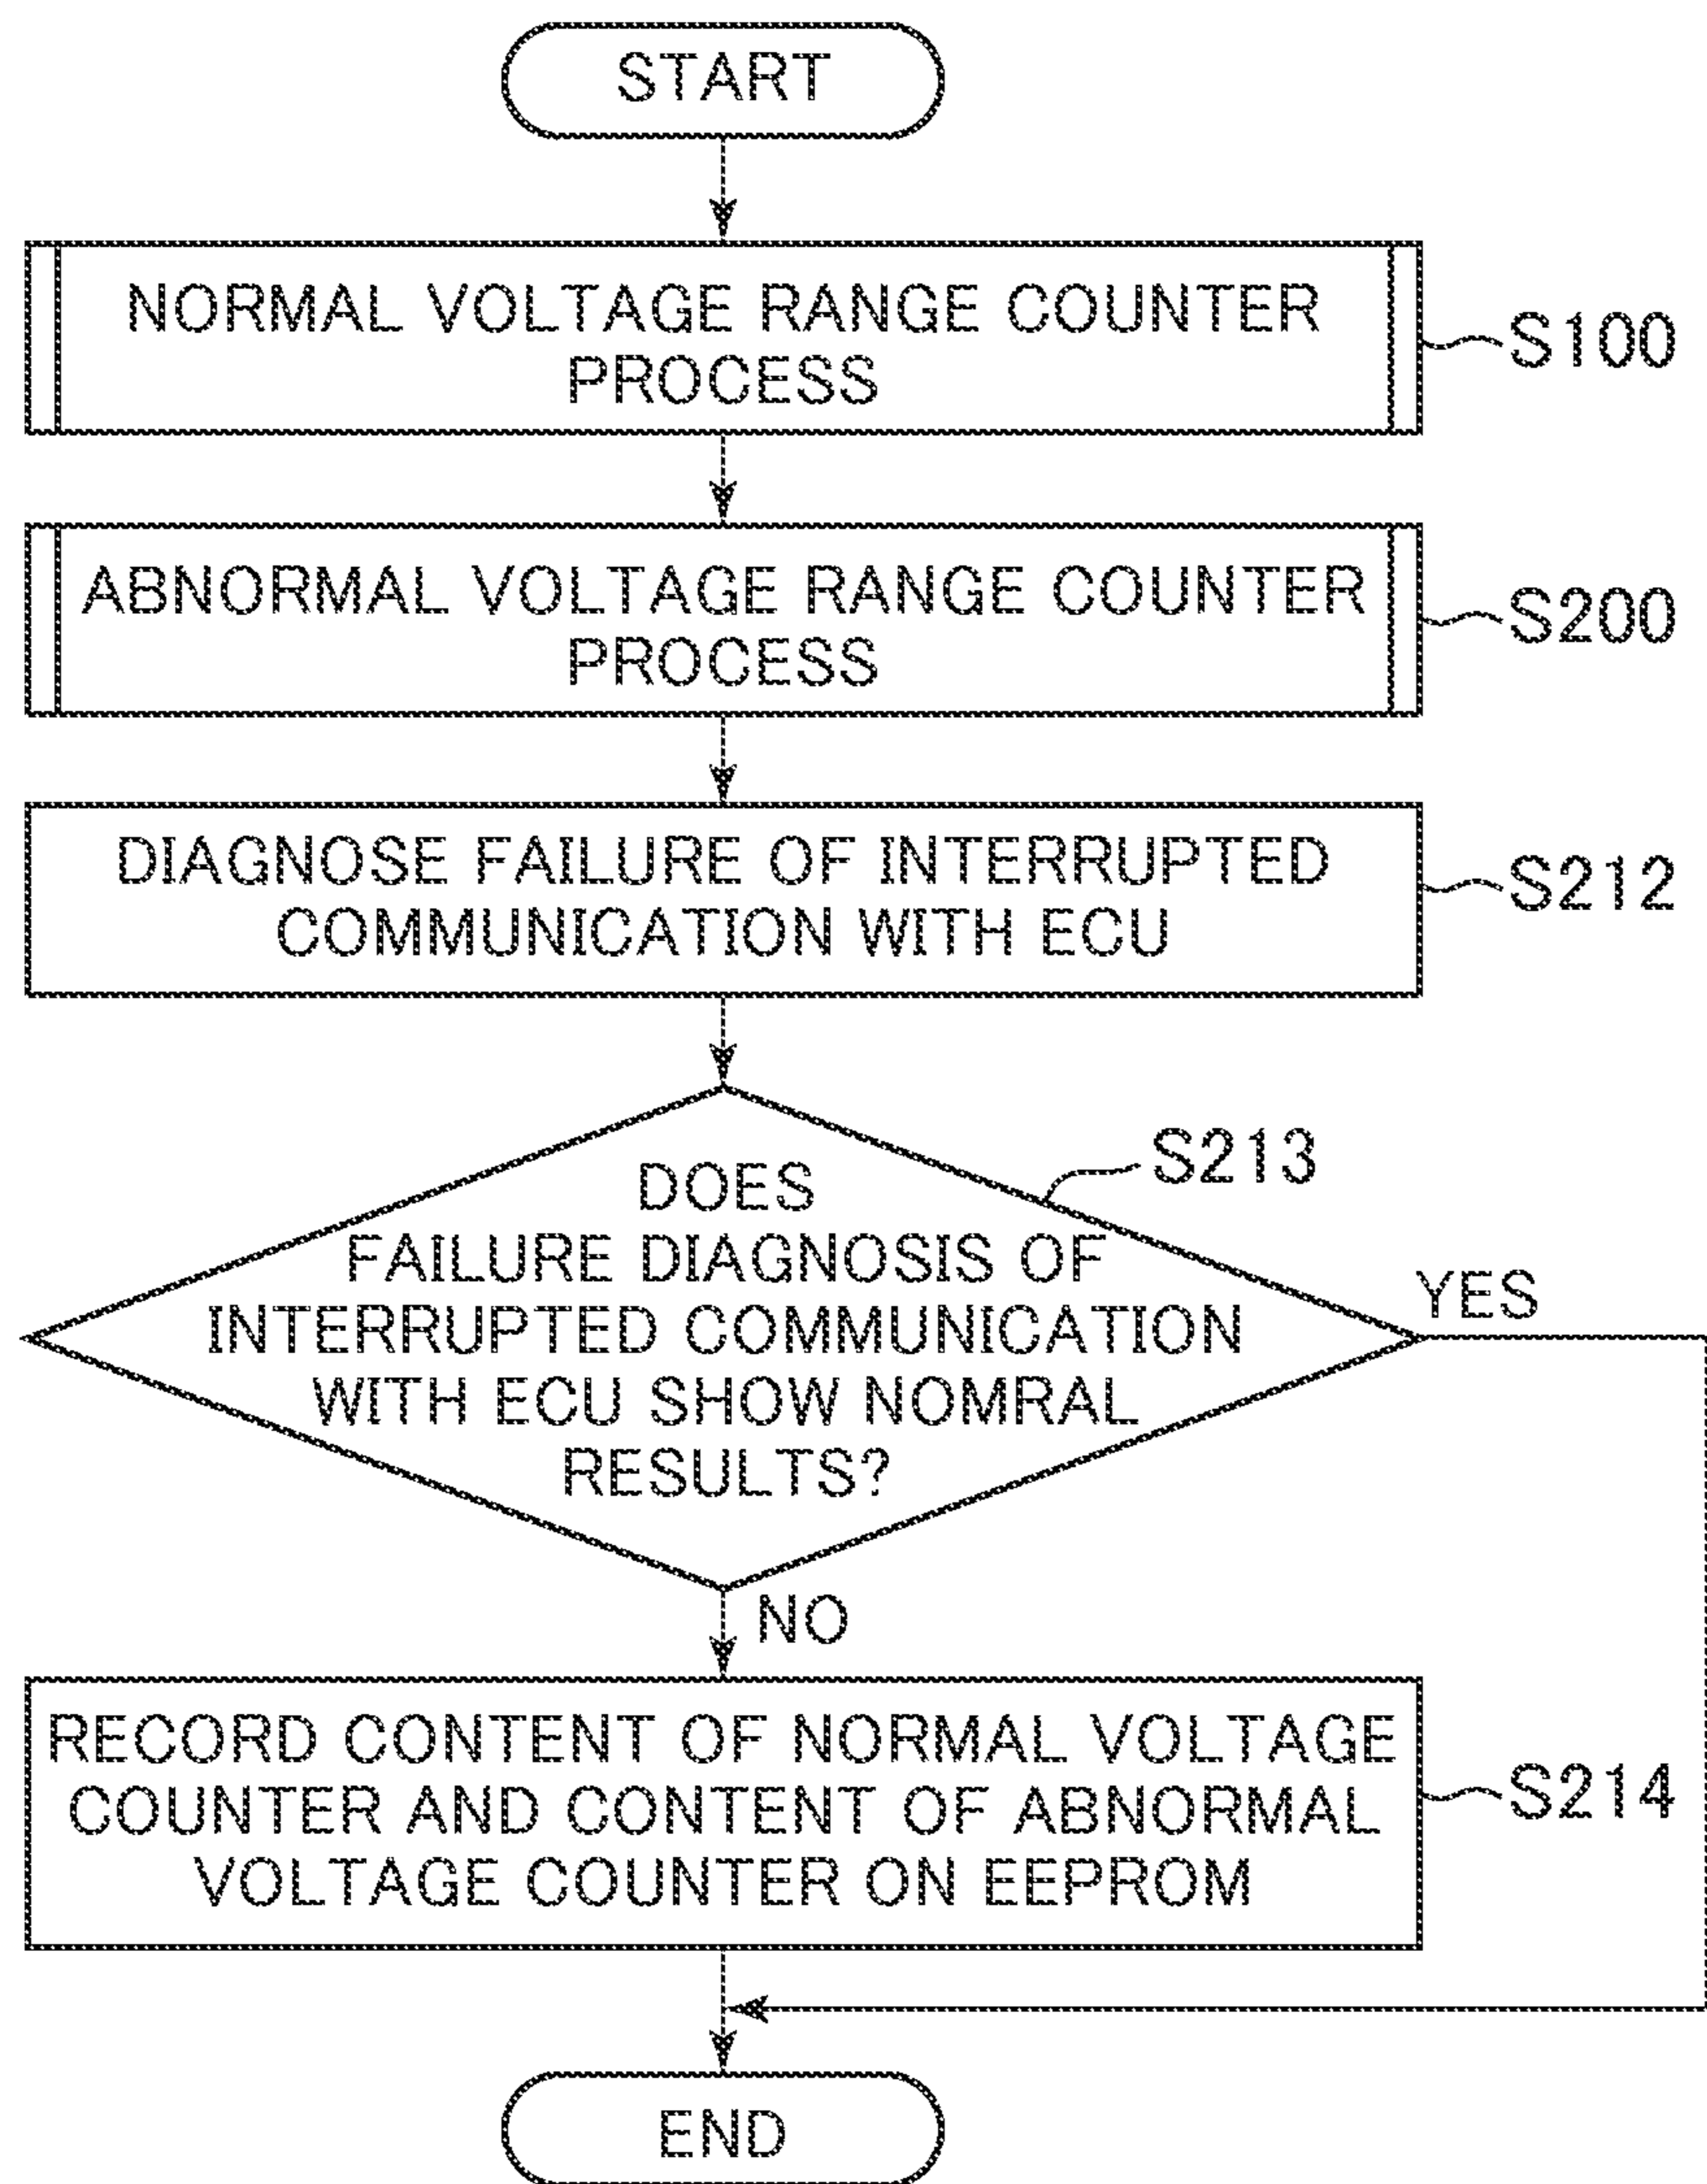 START
NORMAL VOLTAGE RANGE COUNTER
PROCESS
S100
ABNORMAL VOLTAGE RANGE COUNTER
PROCESS
S200
DIAGNOSE FAILURE OF INTERRUPTED
COMMUNICATION WITH ECU
S212
S213
DOES
FAILURE DIAGNOSIS OF
INTERRUPTED COMMUNICATION
WITH ECU SHOW NOMRAL
RESULTS?
YES
NO
RECORD CONTENT OF NORMAL VOLTAGE
COUNTER AND CONTENT OF ABNORMAL
VOLTAGE COUNTER ON EEPROM
S214
END